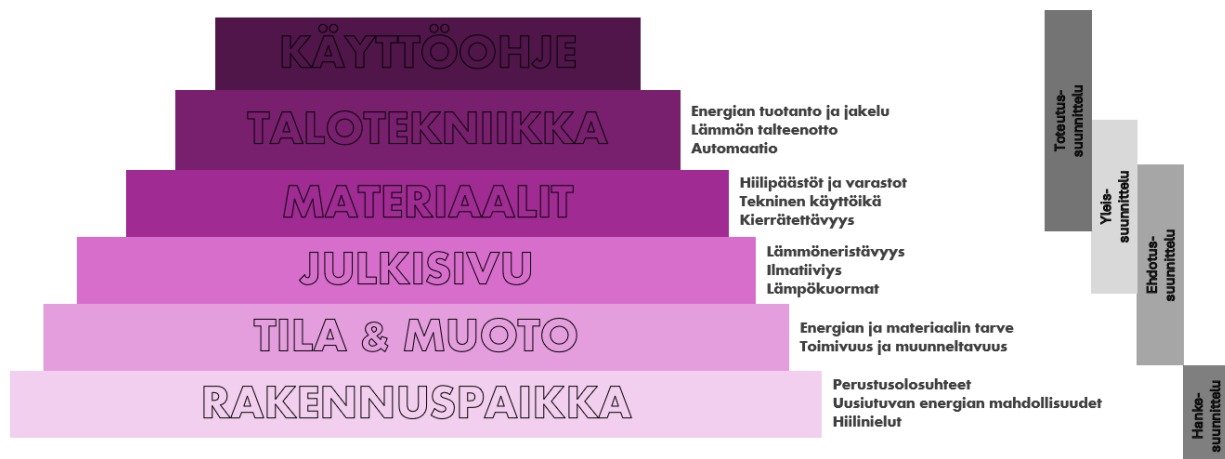 KÄYTTÖOHJE
TALOTEKNIIKKA
Energian tuotanto ja jakelu
Lämmön talteenotto
Automaatio
MATERIAALIT
Hiilipäästöt ja varastot
Tekninen käyttöikä
Kierrätettävyys
JULKISIVU
Lämmöneristävyys
Ilmatiiviys
Lämpökuormat
TILA & MUOTO
Energian ja materiaalin tarve
Toimivuus ja muunneltavuus
RAKENNUSPAIKKA
Perustusolosuhteet
Uusiutuvan energian mahdollisuudet
Hiilinielut
Toteutus-
suunnittelu
Yleis-
suunnittelu
Ehdotus-
suunnittelu
Hanke-
suunnittelu